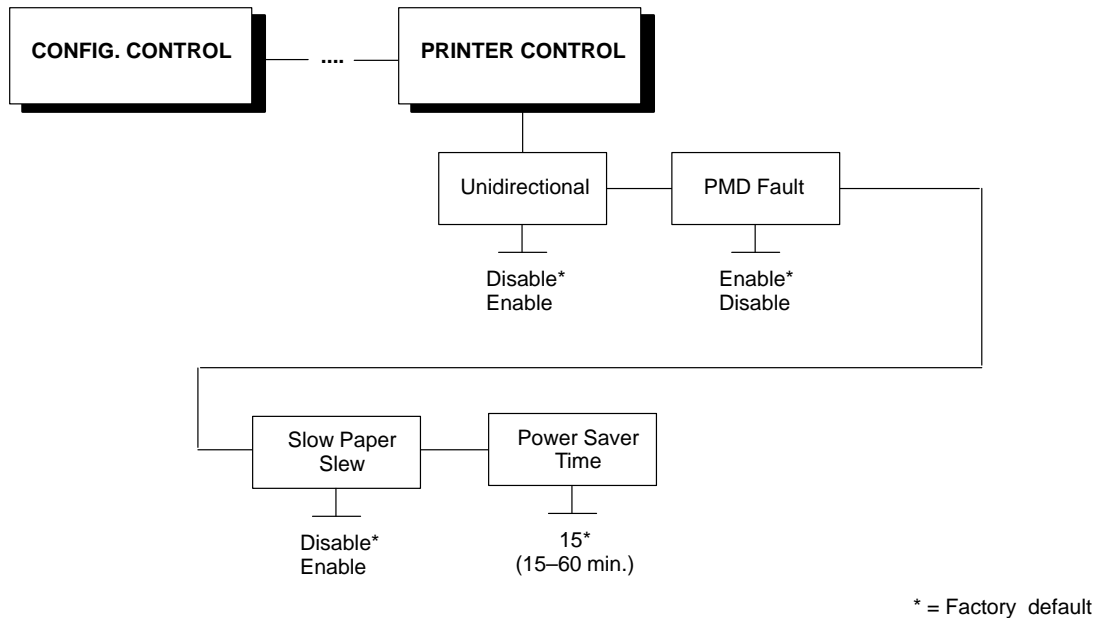 CONFIG. CONTROL
....
PRINTER CONTROL
Unidirectional
PMD Fault
Disable*
Enable
Enable*
Disable
Slow Paper
Slew
Power Saver
Time
Disable*
Enable
15*
(15–60 min.)
* = Factory default